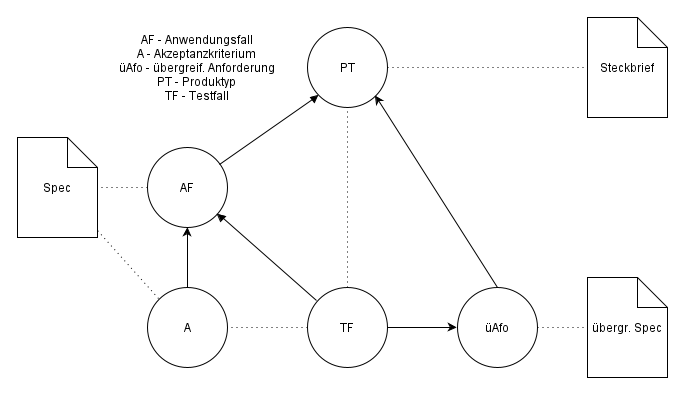 AF - Anwendungsfall
A - Akzeptanzkriterium
üAfo - übergreif. Anforderung
PT - Produktyp
TF - Testfall
PT
Steckbrief
Spec
AF
A
TF
üAfo
übergr. Spec